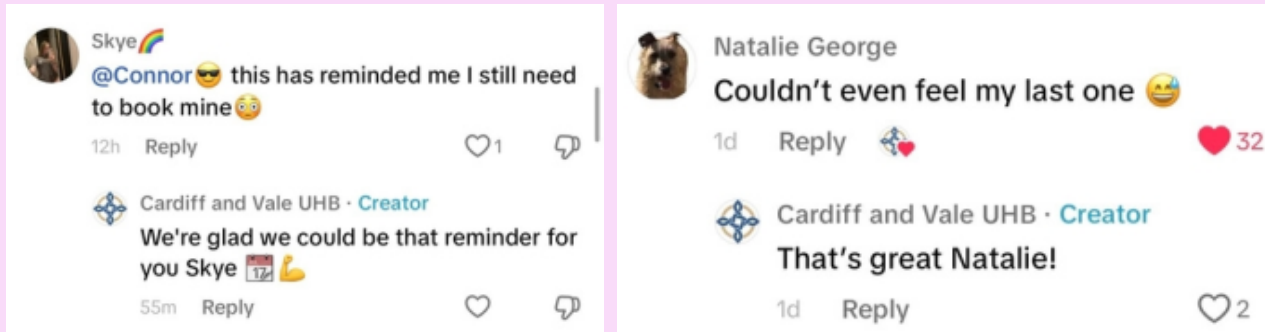 Skye🌈
@Connor😎 this has reminded me I still need
to book mine😳
12h Reply 1
Cardiff and Vale UHB · Creator
We're glad we could be that reminder for
you Skye 📅💪
55m Reply
Natalie George
Couldn't even feel my last one 😅
1d Reply 32
Cardiff and Vale UHB · Creator
That's great Natalie!
1d Reply 2